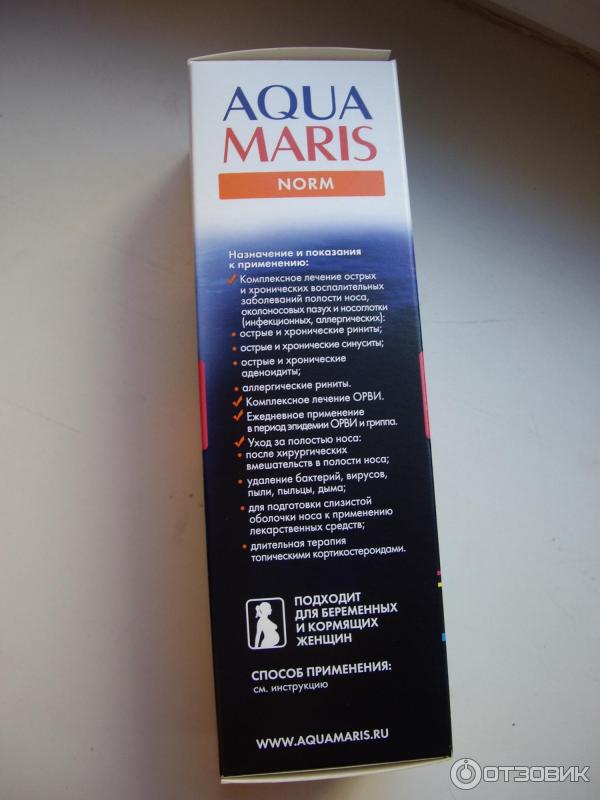 AQUA
MARIS
NORM
Назначение и показания
к применению:
Комплексное лечение острых
и хронических воспалительных
заболеваний полости носа,
околоносовых пазух и носоглотки
(инфекционных, аллергических):
• острые и хронические риниты;
• острые и хронические синуситы;
• острые и хронические
аденоидиты;
• аллергические риниты.
Комплексное лечение ОРВИ.
Ежедневное применение
в период эпидемии ОРВИ и гриппа.
Уход за полостью носа:
• после хирургических
вмешательств в полости носа;
• удаление бактерий, вирусов,
пыли, пыльцы, дыма;
• для подготовки слизистой
оболочки носа к применению
лекарственных средств;
• длительная терапия
топическими кортикостероидами.
ПОДХОДИТ
ДЛЯ БЕРЕМЕННЫХ
И КОРМЯЩИХ
ЖЕНЩИН
СПОСОБ ПРИМЕНЕНИЯ:
см. инструкцию
WWW.AQUAMARIS.RU
ОТЗОВИК